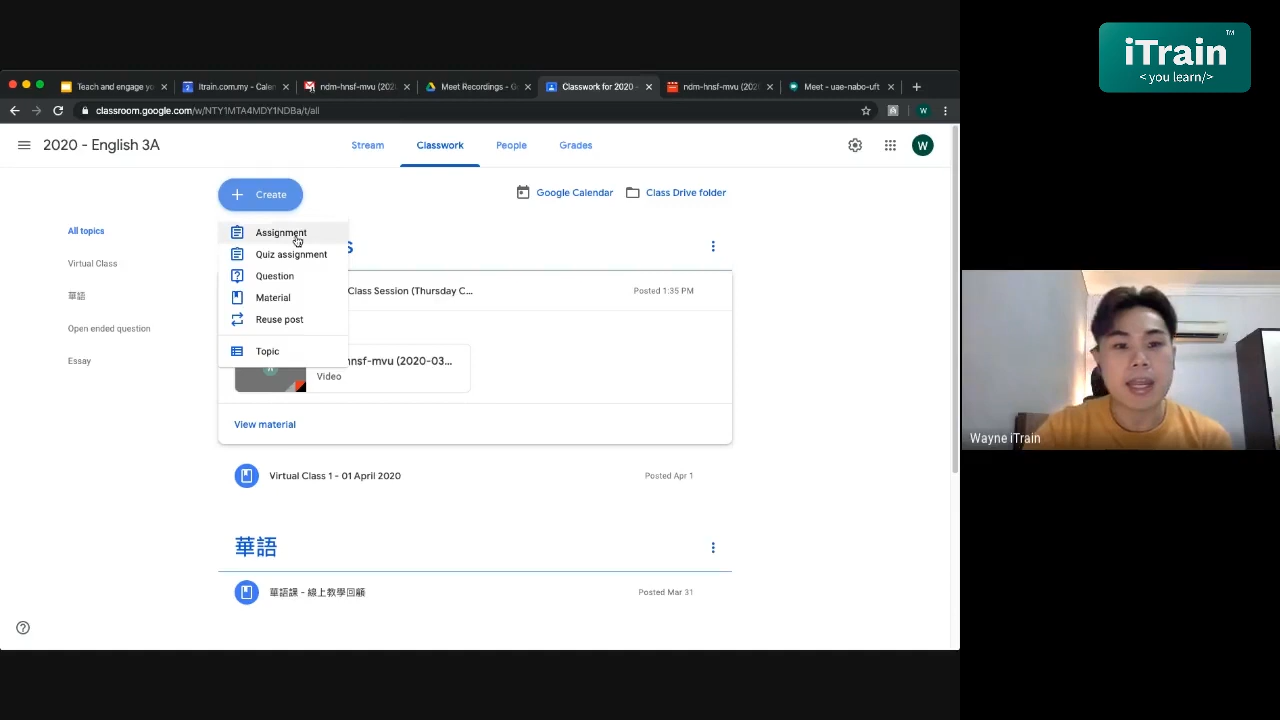 iTrain™
< you learn/>
Teach and engage yo
Itrain.com.my - Calen
ndm-hnsf-mvu (202
Meet Recordings - G
Classwork for 2020 -
ndm-hnsf-mvu (202
Meet - uae-nabo-uft
classroom.google.com/w/NTY1MTA4MDY1NDBa/t/all
W
2020 - English 3A
Stream
Classwork
People
Grades
W
Create
Google Calendar
Class Drive folder
All topics
Virtual Class
華語
Open ended question
Essay
Assignment
Quiz assignment
Question
Material
Reuse post
Topic
s
Class Session (Thursday C...
Posted 1:35 PM
hnsf-mvu (2020-03...
Video
View material
Virtual Class 1 - 01 April 2020
Posted Apr 1
華語
華語課 - 線上教學回顧
Posted Mar 31
Wayne iTrain